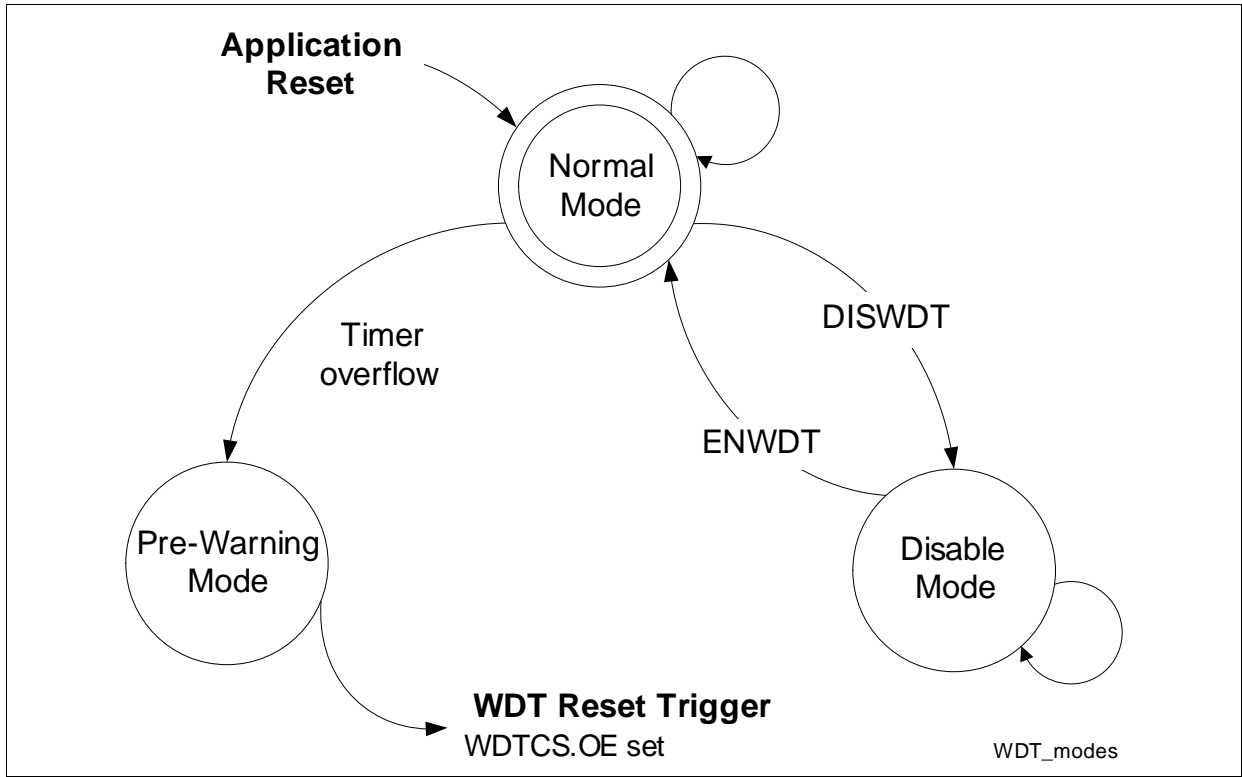 Application
Reset
Normal
Mode
DISWDT
Timer
overflow
ENWDT
Pre-Warning
Mode
Disable
Mode
WDT Reset Trigger
WDTCS.OE set
WDT_modes